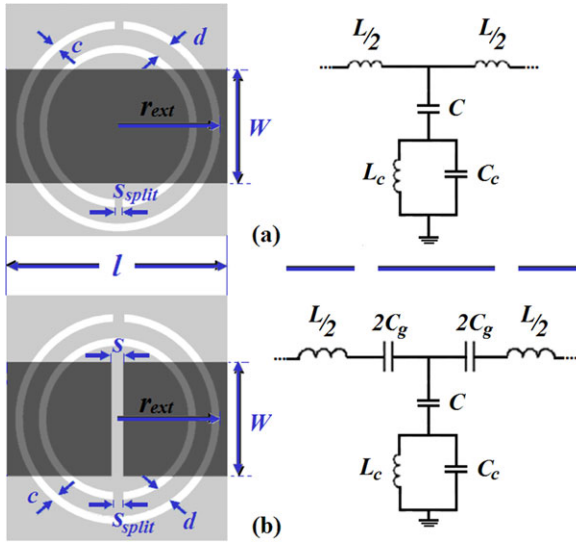 c d L/2 L/2
r_ext W C
L_c C_c
s_split
(a)
l
s 2C_g 2C_g
L/2 L/2
r_ext W C
c L_c C_c
s_split d
(b)